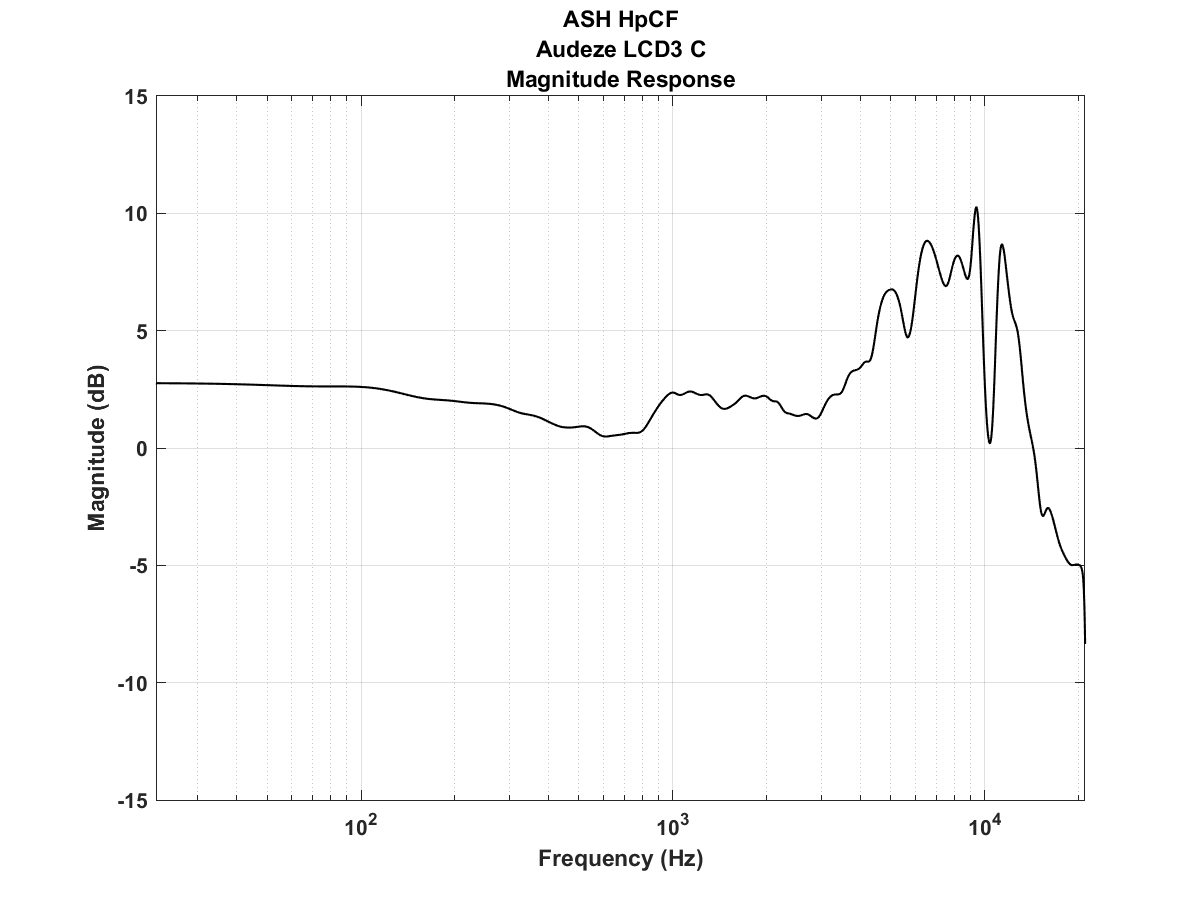 ASH HpCF
Audeze LCD3 C
Magnitude Response
15
10
5
0
-5
-10
-15
Magnitude (dB)
10² 10³ 10⁴
Frequency (Hz)